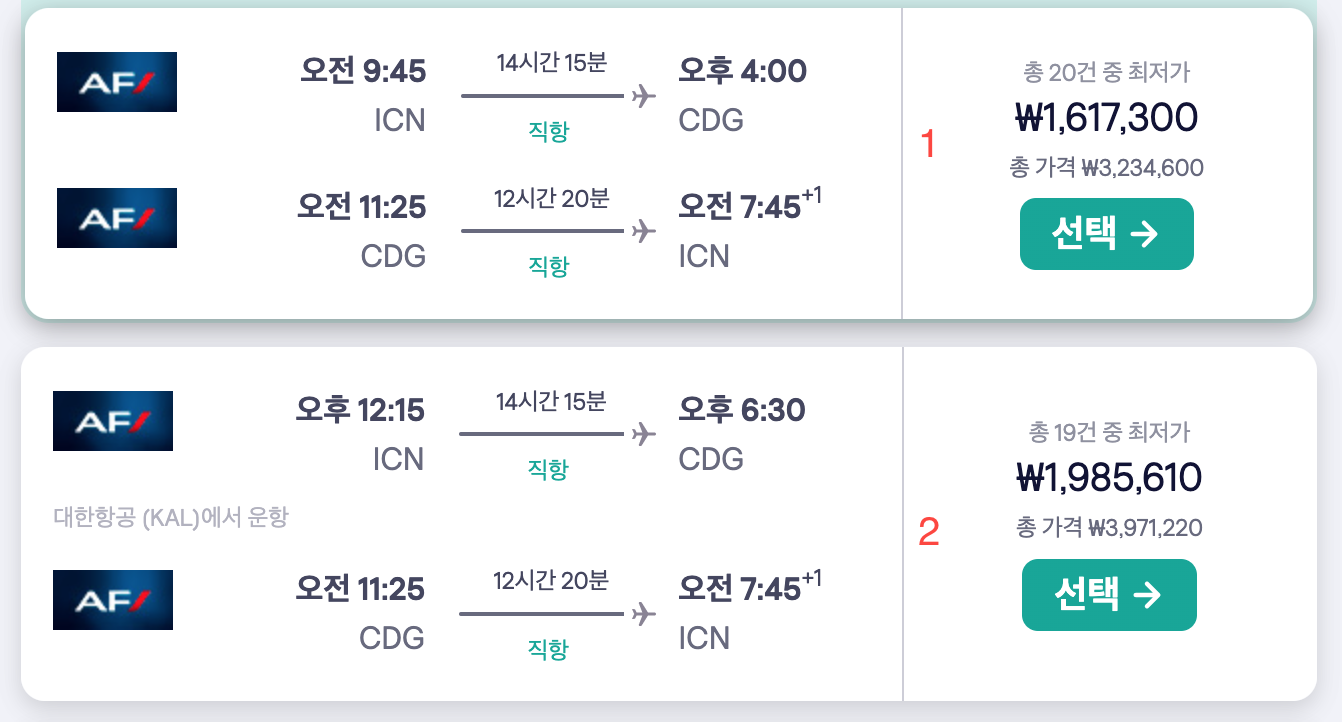 AF
오전 9:45
14시간 15분
오후 4:00
ICN
직항
CDG
AF
오전 11:25
12시간 20분
오전 7:45+1
CDG
직항
ICN
1
총 20건 중 최저가
₩1,617,300
총 가격 ₩3,234,600
선택 →
AF
오후 12:15
14시간 15분
오후 6:30
ICN
직항
CDG
대한항공 (KAL)에서 운항
AF
오전 11:25
12시간 20분
오전 7:45+1
CDG
직항
ICN
2
총 19건 중 최저가
₩1,985,610
총 가격 ₩3,971,220
선택 →